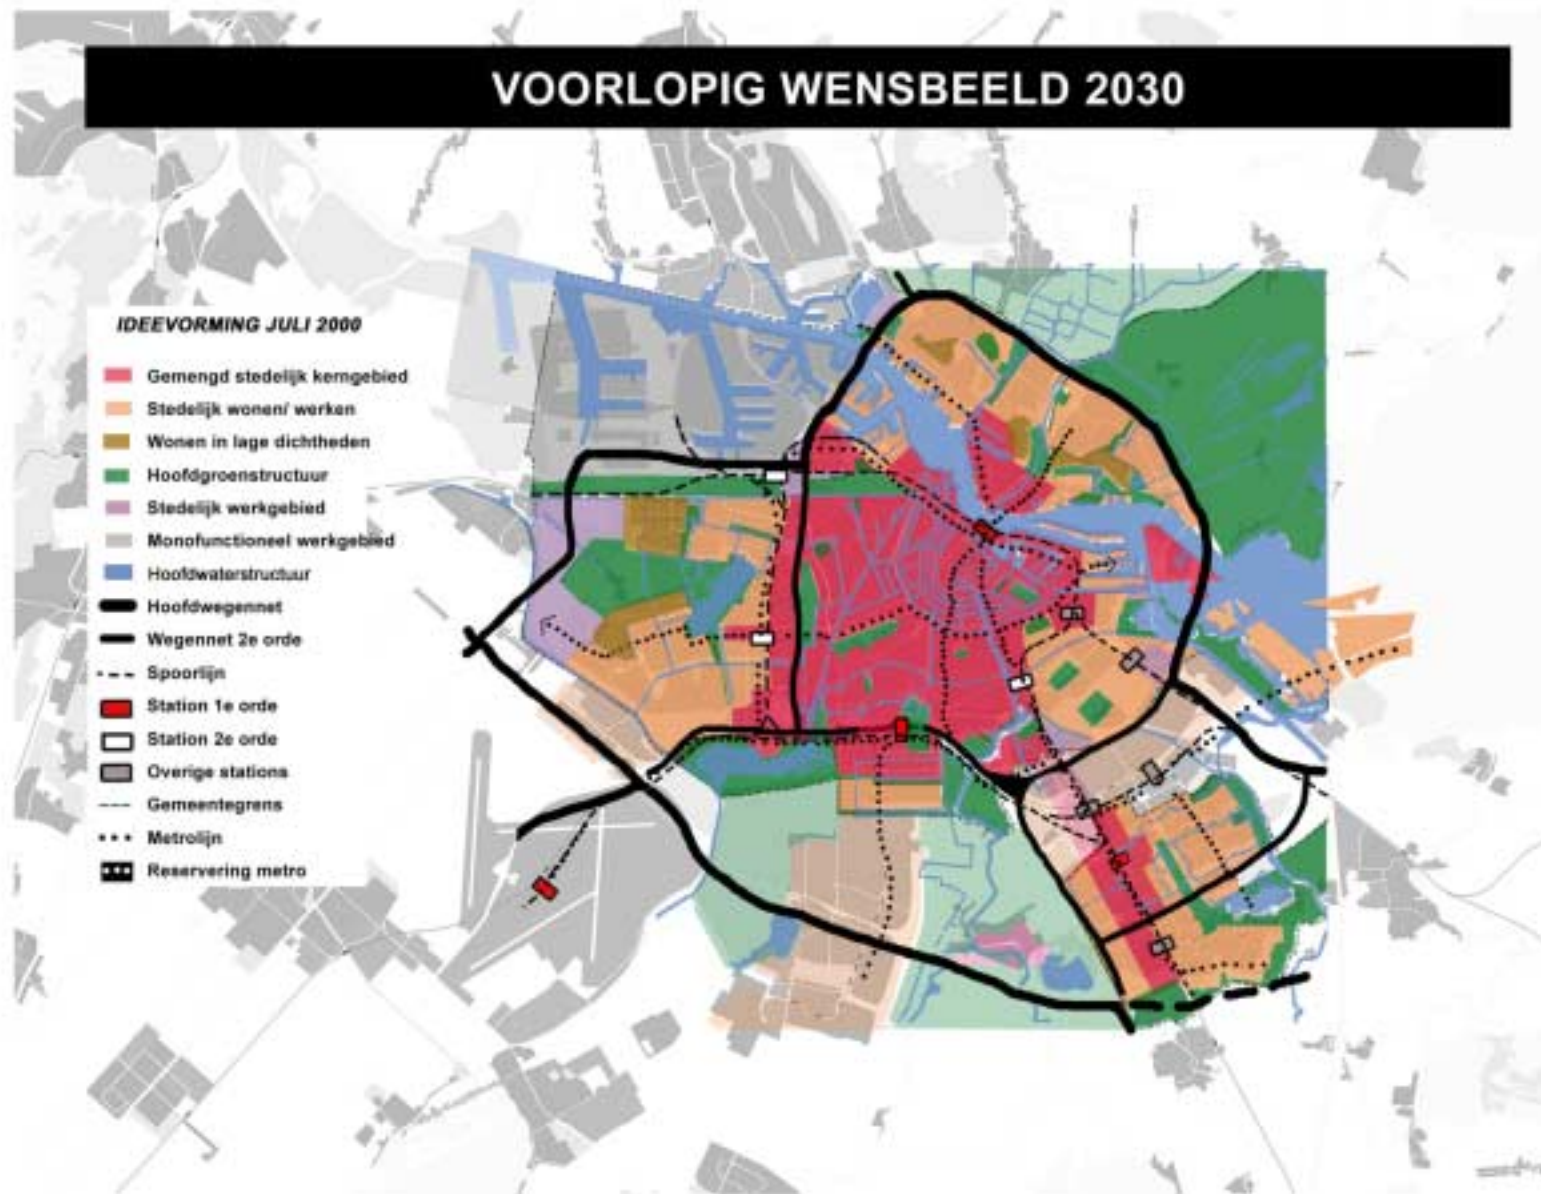 VOORLOPIG WENSBEELD 2030
IDEEVORMING JULI 2000
Gemengd stedelijk kerngebied
Stedelijk wonen/ werken
Wonen in lage dichtheden
Hoofdgroenstructuur
Stedelijk werkgebied
Monofunctioneel werkgebied
Hoofdwaterstructuur
Hoofdwegennet
Wegennet 2e orde
Spoorlijn
Station 1e orde
Station 2e orde
Overige stations
Gemeentegrens
Metrolijn
Reservering metro